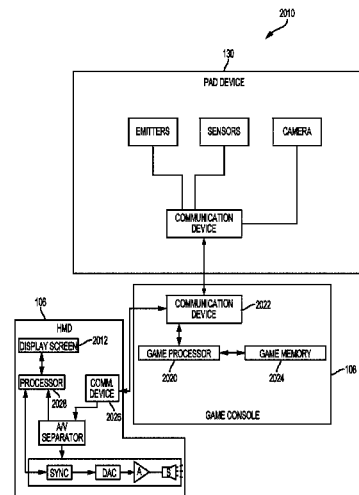 2010
130
PAD DEVICE
EMITTERS
SENSORS
CAMERA
COMMUNICATION
DEVICE
106
HMD
DISPLAY SCREEN
2012
PROCESSOR
2028
COMM.
DEVICE
2026
A/V
SEPARATOR
SYNC
DAC
A
S
COMMUNICATION
DEVICE
2022
GAME PROCESSOR
2020
GAME MEMORY
2024
108
GAME CONSOLE